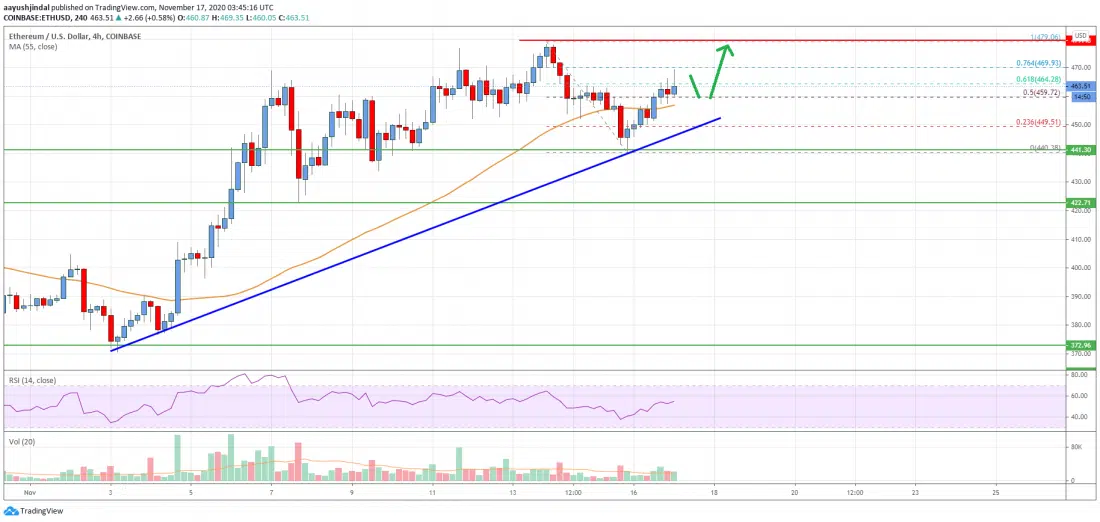 aayushjindal published on TradingView.com, November 17, 2020 03:45:16 UTC
COINBASE:ETHUSD, 240 463.51 ▲ +2.66 (+0.58%) O: 460.87 H: 469.35 L: 460.05 C: 463.51
Ethereum / U.S. Dollar, 4h, COINBASE
MA (55, close)
USD
1(479.06)
0.764(469.93)
470.00
0.618(464.28)
463.51
14:50
0.5(459.72)
450.00
0.236(449.51)
0(440.38)
441.30
430.00
422.71
420.00
410.00
400.00
390.00
380.00
372.96
370.00
RSI (14, close)
80.00
60.00
40.00
Vol (20)
80K
0
Nov 3 5 7 9 11 13 12:00 16 18 20 12:00 23 25
TradingView